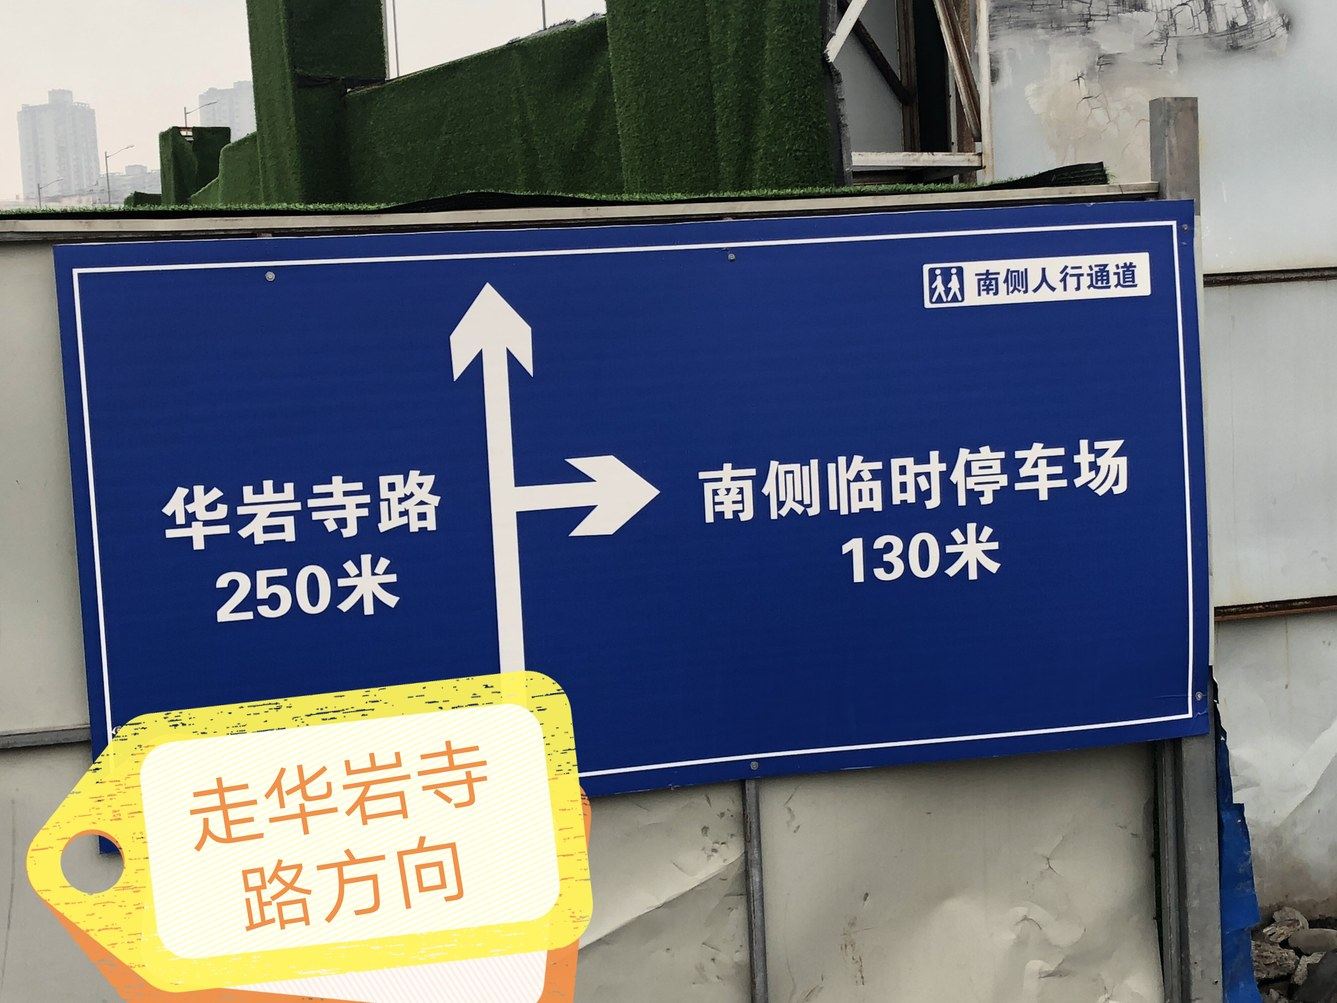 南侧人行通道
华岩寺路
250米
南侧临时停车场
130米
走华岩寺
路方向